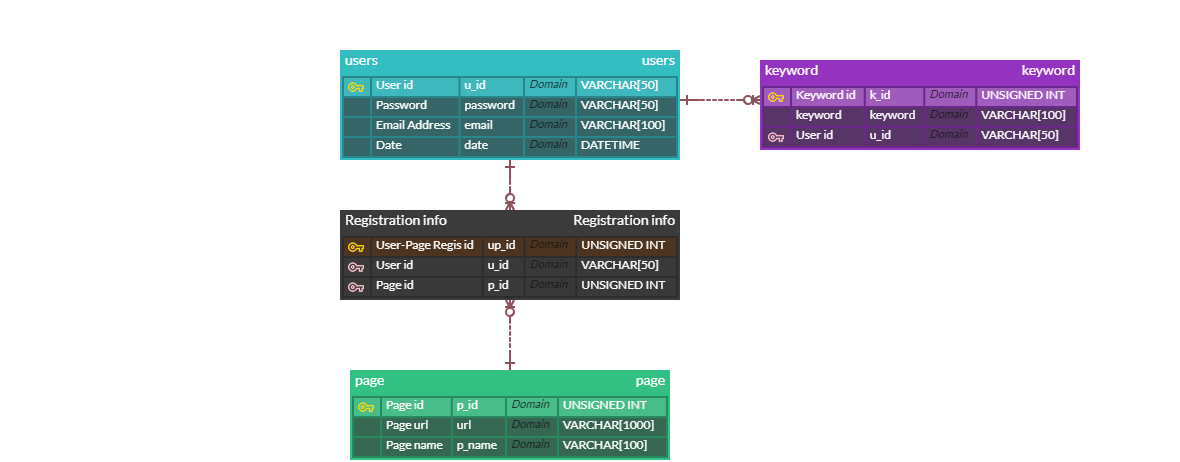 users users
User id u_id Domain VARCHAR[50]
Password password Domain VARCHAR[50]
Email Address email Domain VARCHAR[100]
Date date Domain DATETIME
keyword keyword
Keyword id k_id Domain UNSIGNED INT
keyword keyword Domain VARCHAR[100]
User id u_id Domain VARCHAR[50]
Registration info Registration info
User-Page Regis id up_id Domain UNSIGNED INT
User id u_id Domain VARCHAR[50]
Page id p_id Domain UNSIGNED INT
page page
Page id p_id Domain UNSIGNED INT
Page url url Domain VARCHAR[1000]
Page name p_name Domain VARCHAR[100]